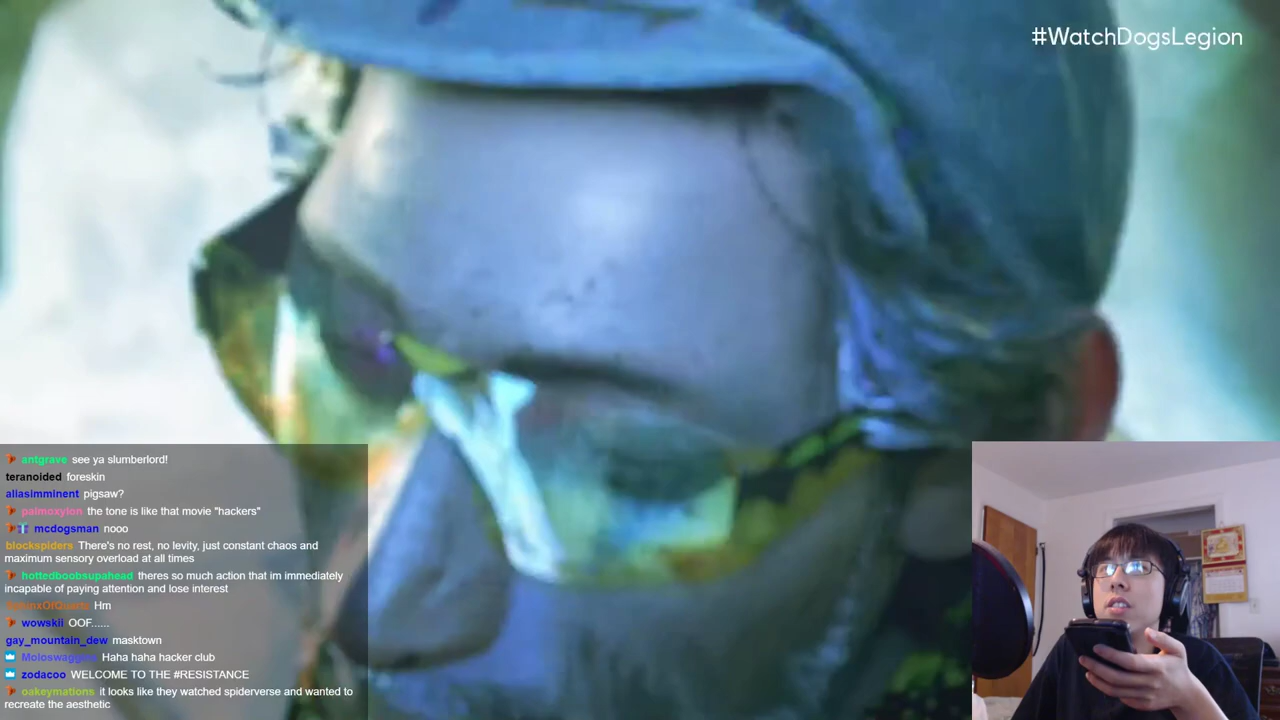 #WatchDogsLegion
antgrave see ya slumberlord!
teranoided foreskin
aliasimminent pigsaw?
palmoxylon the tone is like that movie "hackers"
mcdogsman nooo
blockspiders There's no rest, no levity, just constant chaos and
maximum sensory overload at all times
hottedboobsupahead theres so much action that im immediately
incapable of paying attention and lose interest
Hm
wowskii OOF......
gay_mountain_dew masktown
Haha haha hacker club
zodacoo WELCOME TO THE #RESISTANCE
oakeymations it looks like they watched spiderverse and wanted to
recreate the aesthetic